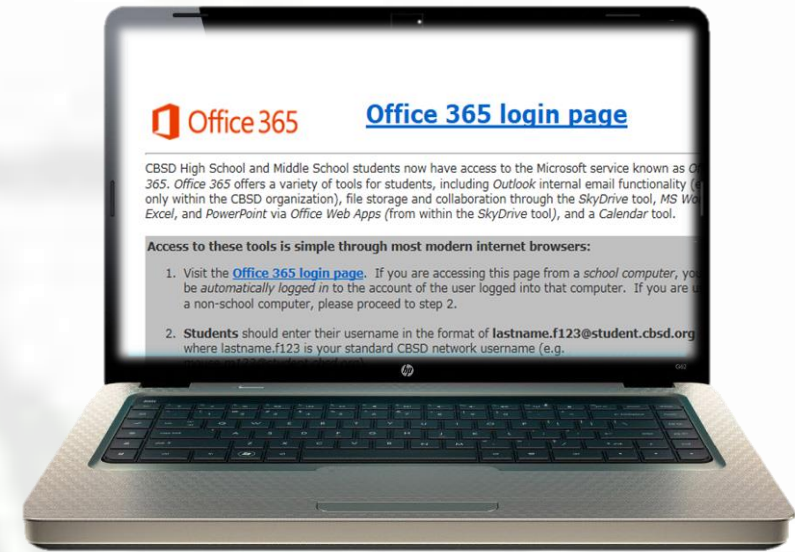 Office 365
Office 365 login page
CBSD High School and Middle School students now have access to the Microsoft service known as
365. Office 365 offers a variety of tools for students, including Outlook internal email functionality
only within the CBSD organization), file storage and collaboration through the SkyDrive tool, MS
Excel, and PowerPoint via Office Web Apps (from within the SkyDrive tool), and a Calendar tool.
Access to these tools is simple through most modern internet browsers:
1. Visit the Office 365 login page. If you are accessing this page from a school computer,
be automatically logged in to the account of the user logged into that computer. If you are
a non-school computer, please proceed to step 2.
2. Students should enter their username in the format of lastname.f123@student.cbsd.org
where lastname.f123 is your standard CBSD network username (e.g.
hp
G62